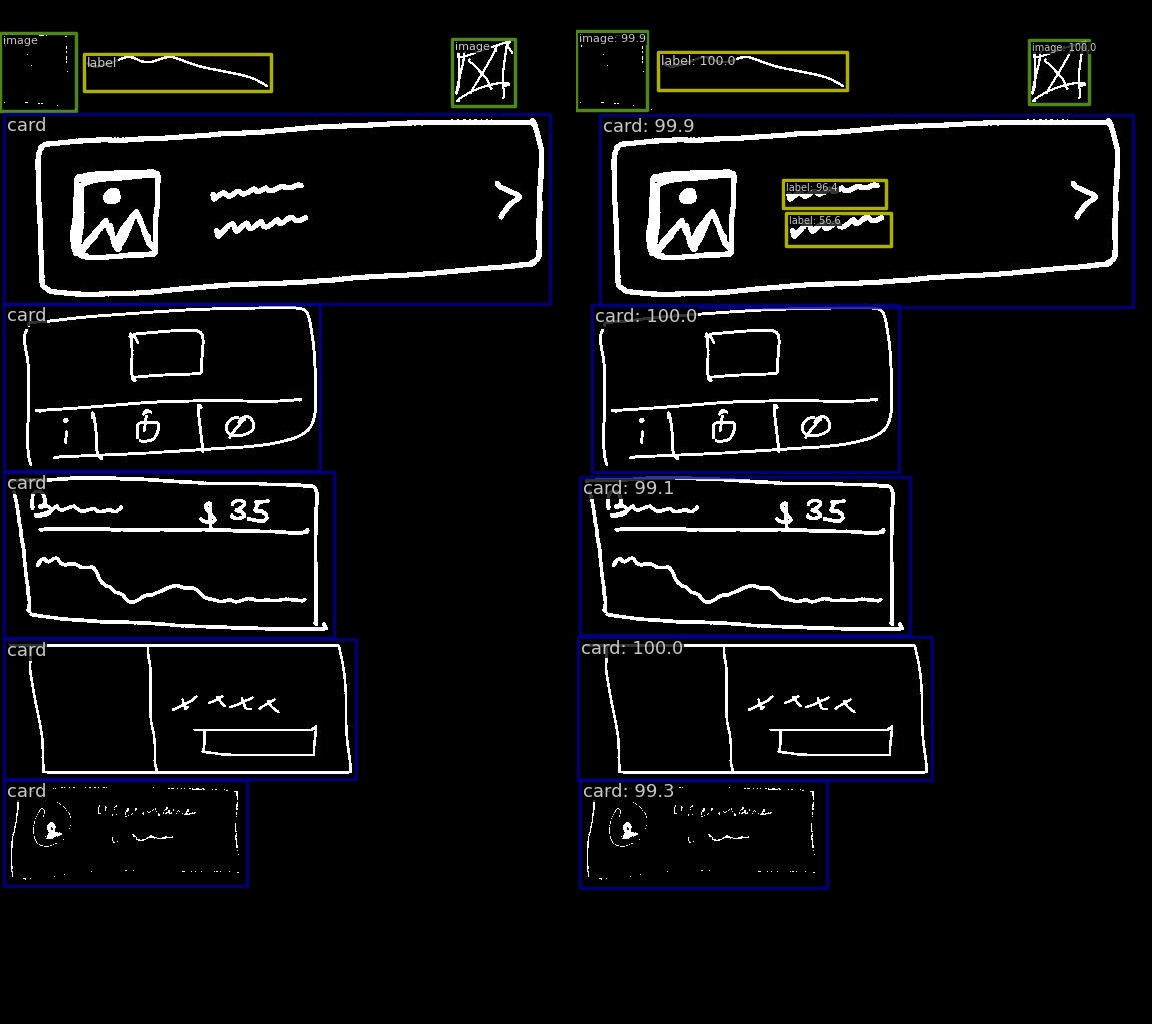 image
label
image
card
card
i
card
$ 35
card
x x x x
card
username
image: 99.9
label: 100.0
image: 100.0
card: 99.9
label: 96.4
label: 56.6
card: 100.0
i
card: 99.1
$ 35
card: 100.0
x x x x
card: 99.3
username